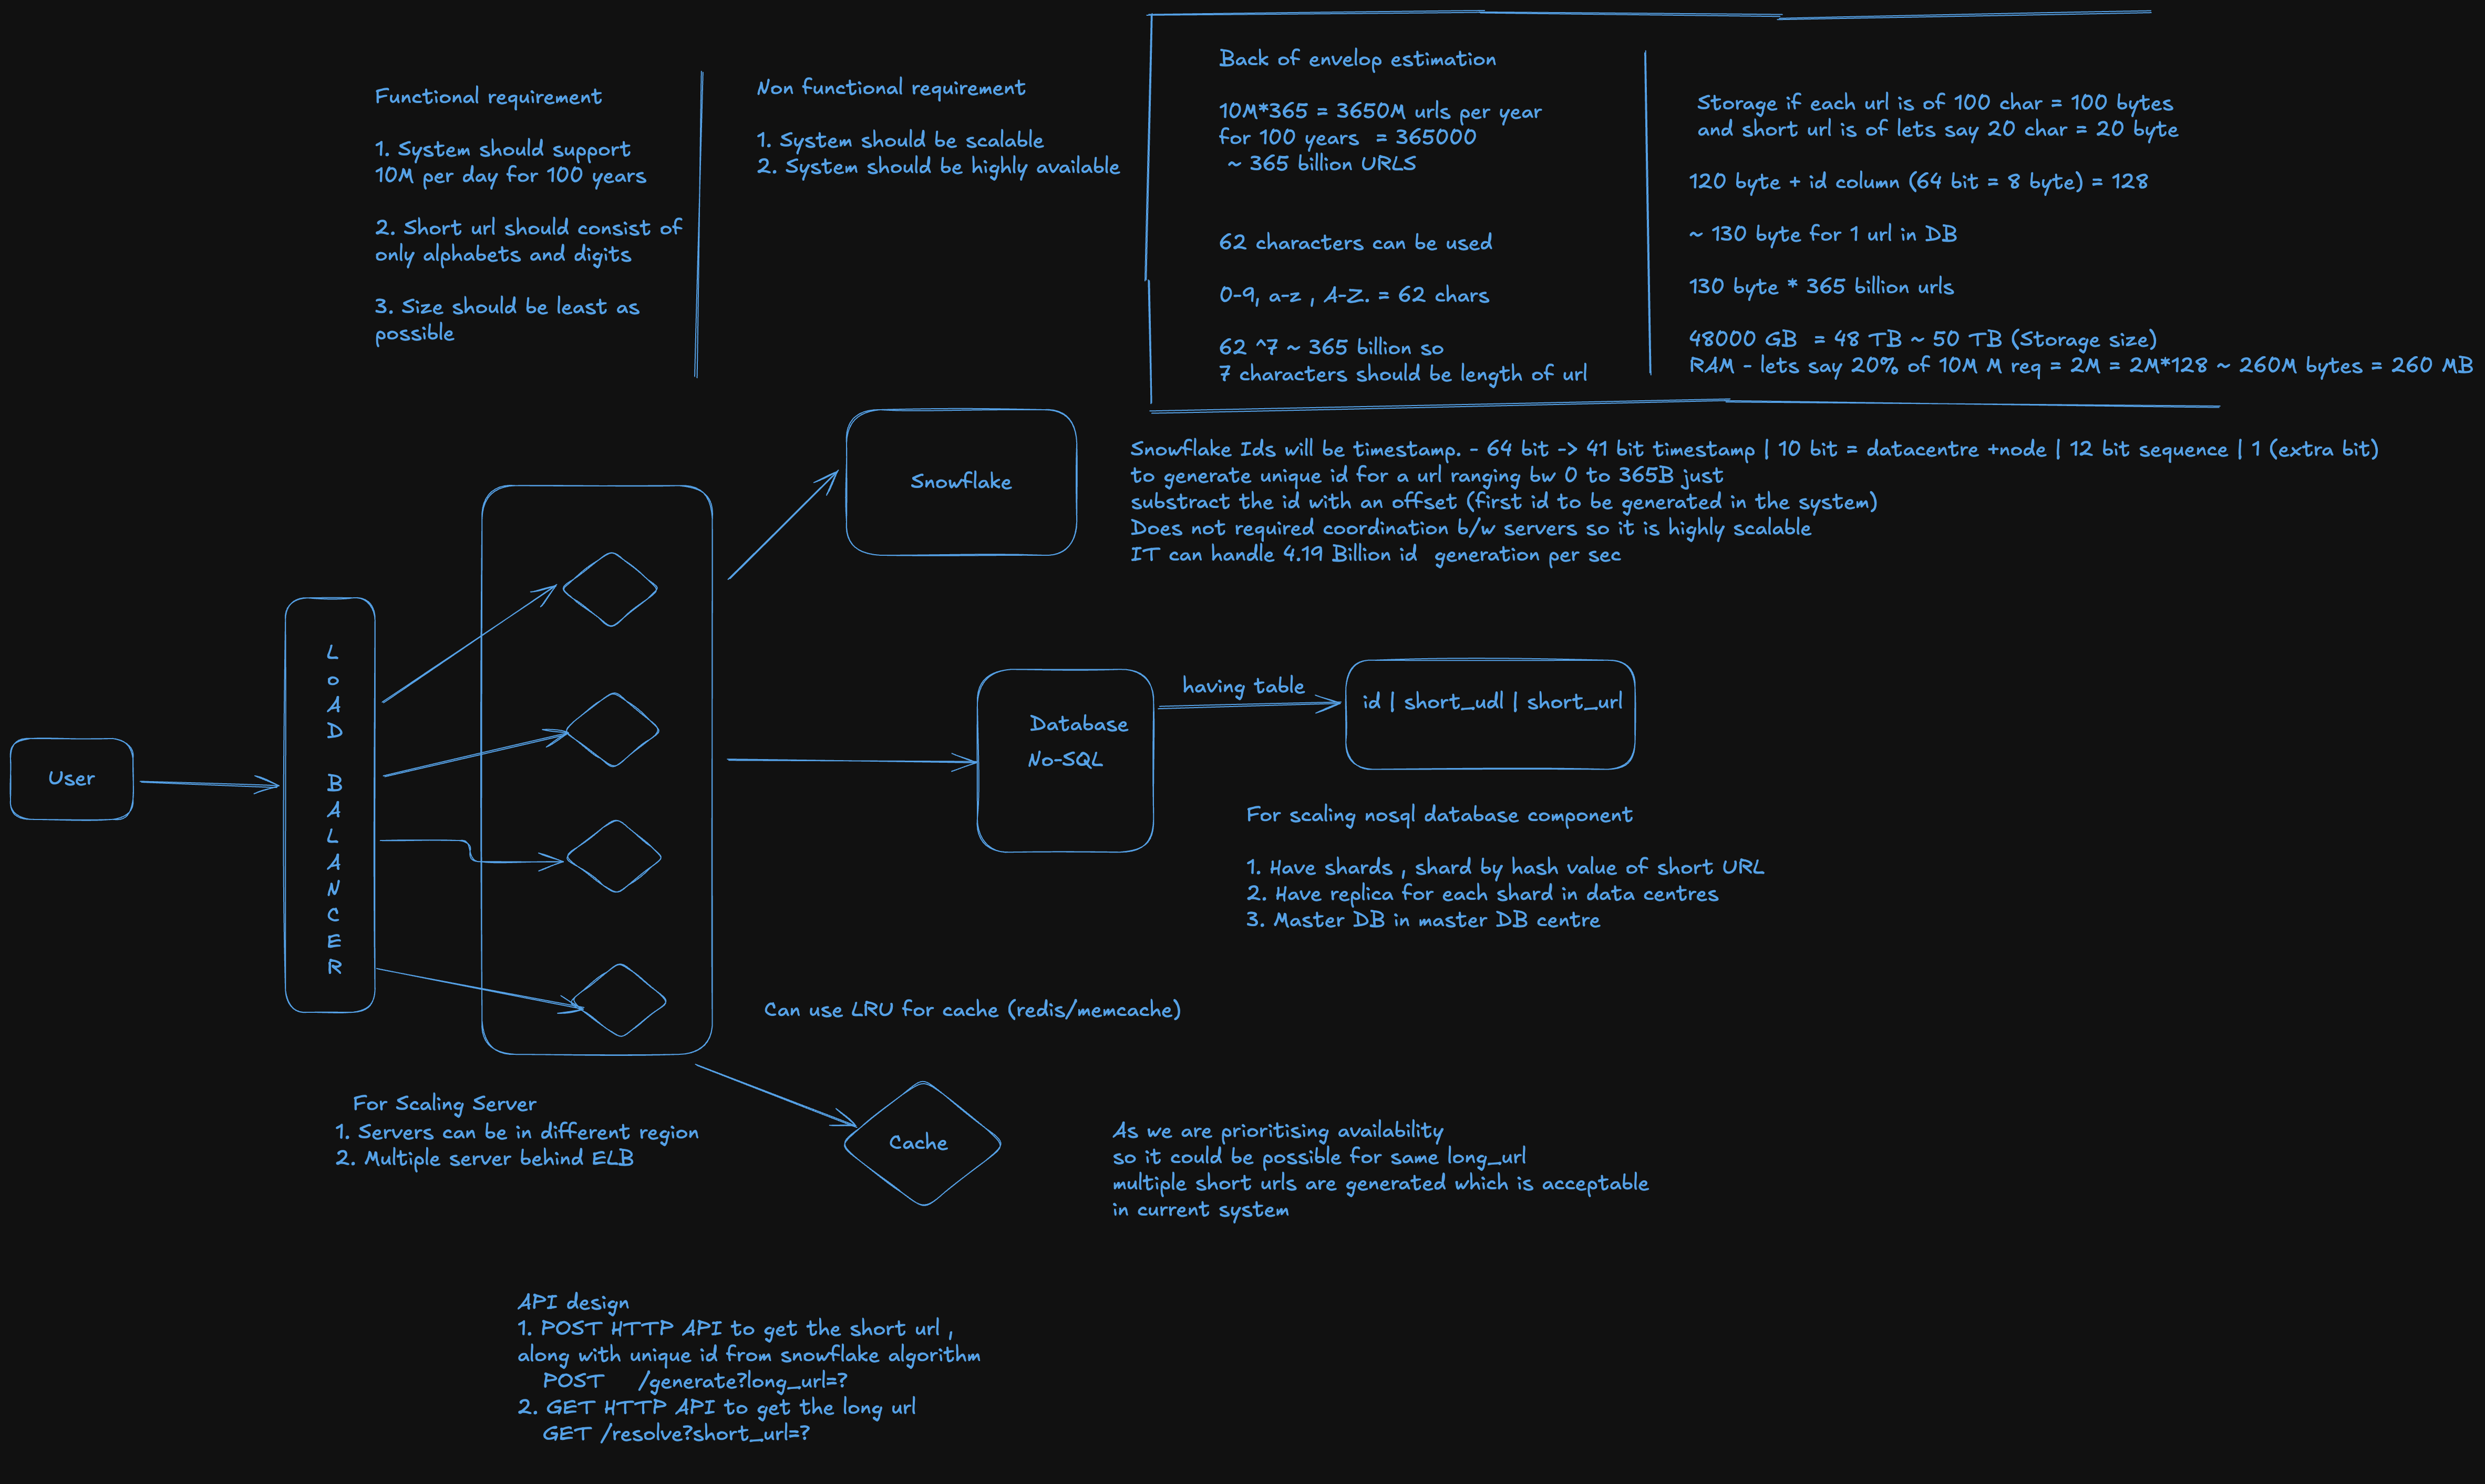 Functional requirement
1. System should support
10M per day for 100 years
2. Short url should consist of
only alphabets and digits
3. Size should be least as
possible
Non functional requirement
1. System should be scalable
2. System should be highly available
Back of envelop estimation
10M*365 = 3650M urls per year
for 100 years = 365000
~ 365 billion URLS
62 characters can be used
0-9, a-z , A-Z. = 62 chars
62 ^7 ~ 365 billion so
7 characters should be length of url
Storage if each url is of 100 char = 100 bytes
and short url is of lets say 20 char = 20 byte
120 byte + id column (64 bit = 8 byte) = 128
~ 130 byte for 1 url in DB
130 byte * 365 billion urls
48000 GB = 48 TB ~ 50 TB (Storage size)
RAM - lets say 20% of 10M M req = 2M = 2M*128 ~ 260M bytes = 260 MB
Snowflake
Snowflake Ids will be timestamp. - 64 bit -> 41 bit timestamp | 10 bit = datacentre +node | 12 bit sequence | 1 (extra bit)
to generate unique id for a url ranging bw 0 to 365B just
substract the id with an offset (first id to be generated in the system)
Does not required coordination b/w servers so it is highly scalable
IT can handle 4.19 Billion id generation per sec
User
LoAD BALANCER
Database
No-SQL
having table
id | short_udl | short_url
For scaling nosql database component
1. Have shards , shard by hash value of short URL
2. Have replica for each shard in data centres
3. Master DB in master DB centre
Can use LRU for cache (redis/memcache)
For Scaling Server
1. Servers can be in different region
2. Multiple server behind ELB
Cache
As we are prioritising availability
so it could be possible for same long_url
multiple short urls are generated which is acceptable
in current system
API design
1. POST HTTP API to get the short url ,
along with unique id from snowflake algorithm
POST /generate?long_url=?
2. GET HTTP API to get the long url
GET /resolve?short_url=?